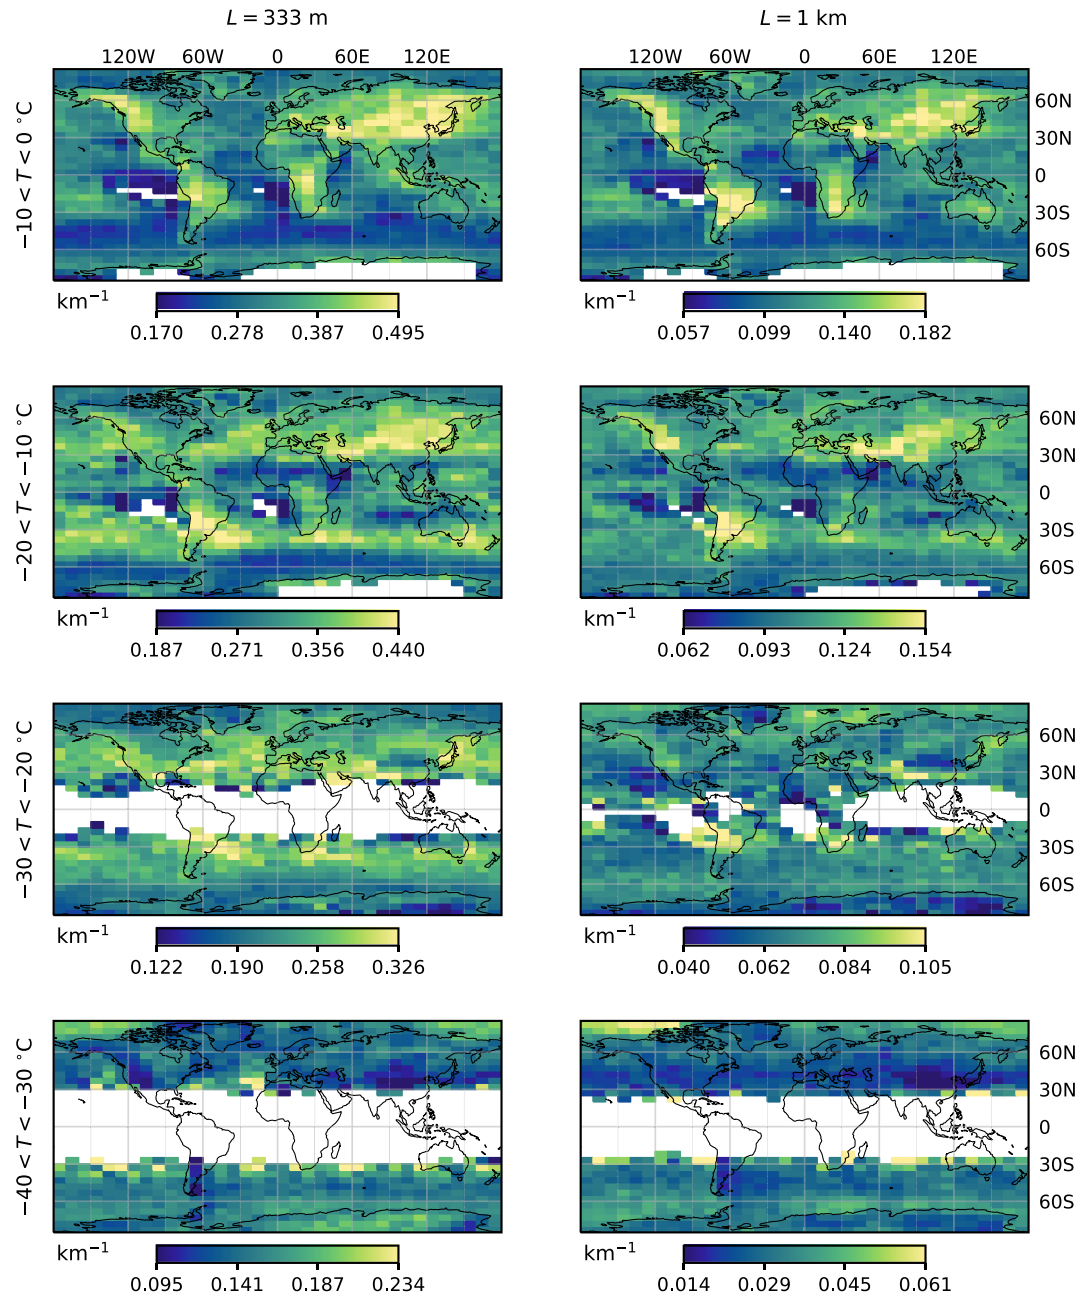 L = 333 m L = 1 km
120W 60W 0 60E 120E 120W 60W 0 60E 120E
−10 < T < 0 °C
60N
30N
0
30S
60S
km⁻¹ km⁻¹
0.170 0.278 0.387 0.495 0.057 0.099 0.140 0.182
−20 < T < −10 °C
60N
30N
0
30S
60S
km⁻¹ km⁻¹
0.187 0.271 0.356 0.440 0.062 0.093 0.124 0.154
−30 < T < −20 °C
60N
30N
0
30S
60S
km⁻¹ km⁻¹
0.122 0.190 0.258 0.326 0.040 0.062 0.084 0.105
−40 < T < −30 °C
60N
30N
0
30S
60S
km⁻¹ km⁻¹
0.095 0.141 0.187 0.234 0.014 0.029 0.045 0.061